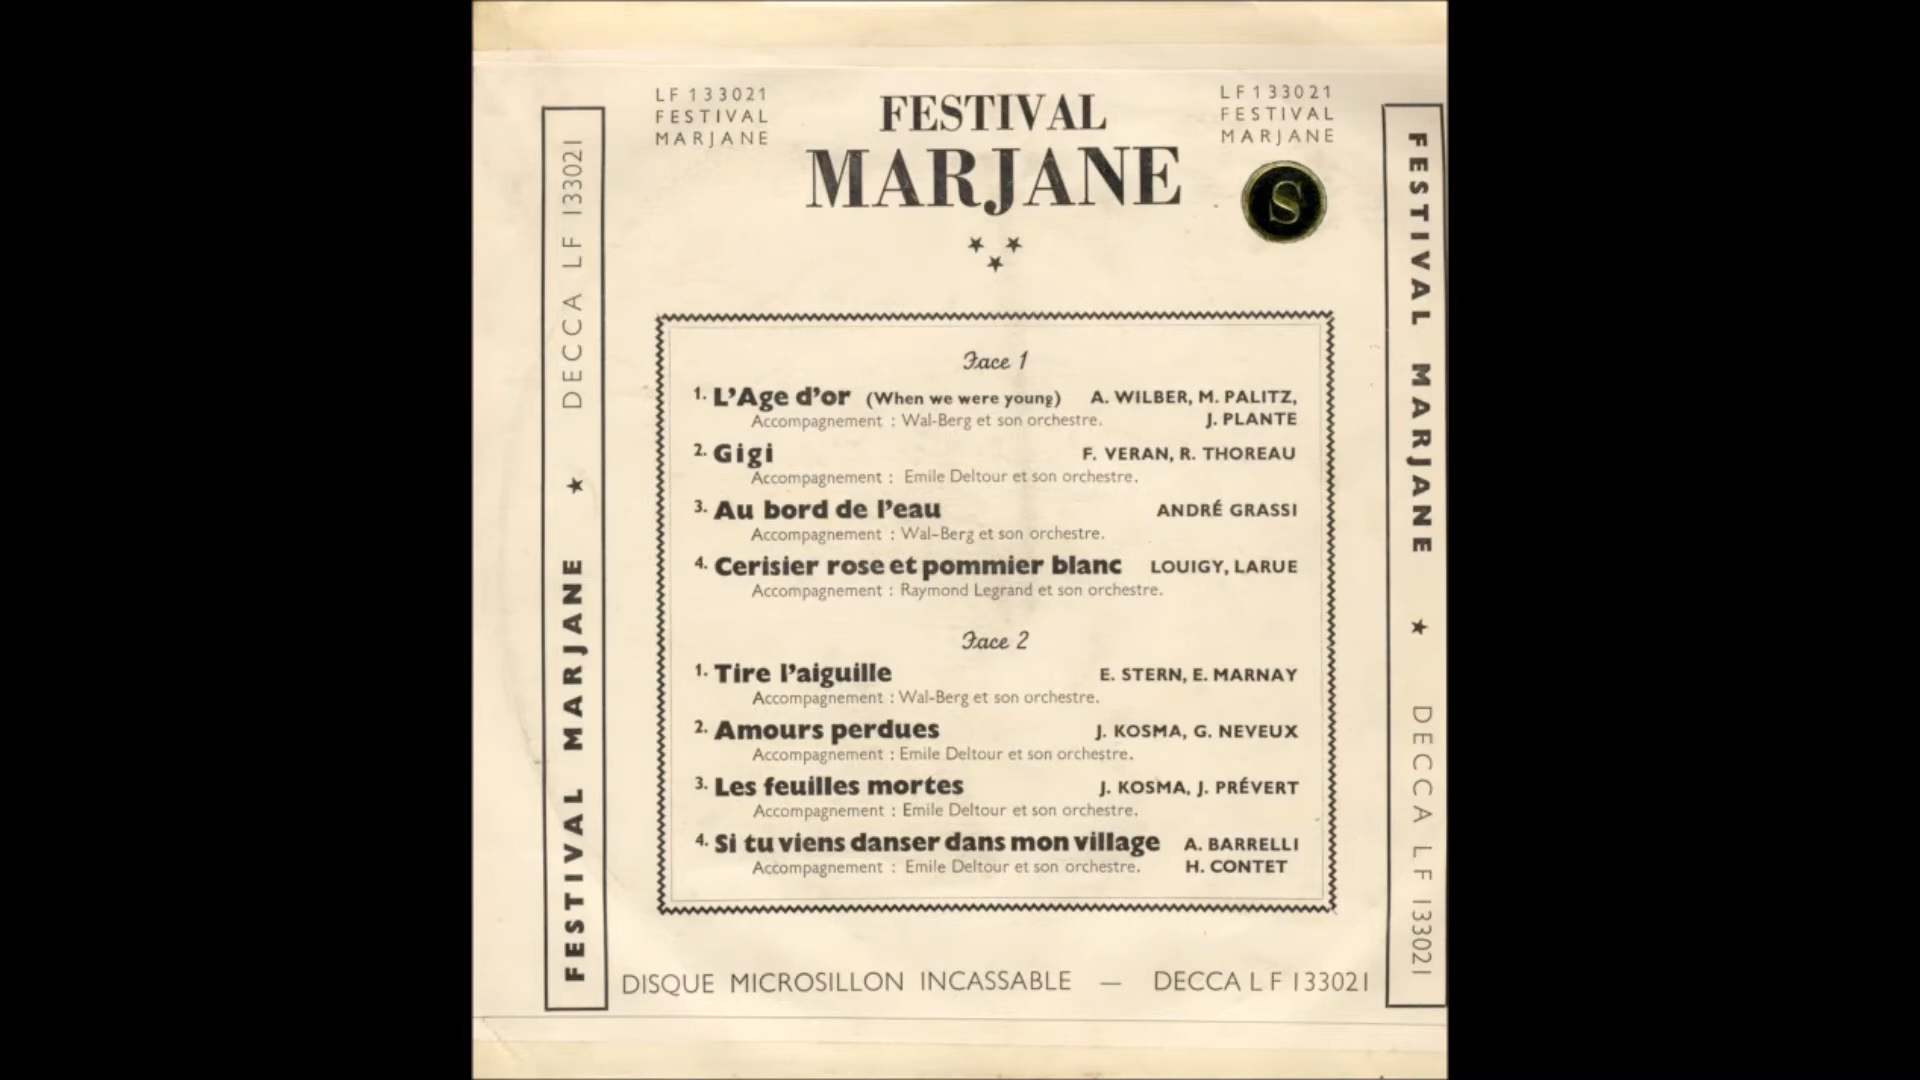 LF 133021
FESTIVAL
MARJANE
FESTIVAL
MARJANE
LF 133021
FESTIVAL
MARJANE
S
FESTIVAL MARJANE ★ DECCA LF 133021
Face 1
1. L'Age d'or (When we were young) A. WILBER, M. PALITZ,
Accompagnement : Wal-Berg et son orchestre. J. PLANTE
2. Gigi F. VERAN, R. THOREAU
Accompagnement : Emile Deltour et son orchestre.
3. Au bord de l'eau ANDRÉ GRASSI
Accompagnement : Wal-Berg et son orchestre.
4. Cerisier rose et pommier blanc LOUIGY, LARUE
Accompagnement : Raymond Legrand et son orchestre.
Face 2
1. Tire l'aiguille E. STERN, E. MARNAY
Accompagnement : Wal-Berg et son orchestre.
2. Amours perdues J. KOSMA, G. NEVEUX
Accompagnement : Emile Deltour et son orchestre.
3. Les feuilles mortes J. KOSMA, J. PRÉVERT
Accompagnement : Emile Deltour et son orchestre.
4. Si tu viens danser dans mon village A. BARRELLI
Accompagnement : Emile Deltour et son orchestre. H. CONTET
FESTIVAL MARJANE ★ DECCA LF 133021
DISQUE MICROSILLON INCASSABLE — DECCA LF 133021